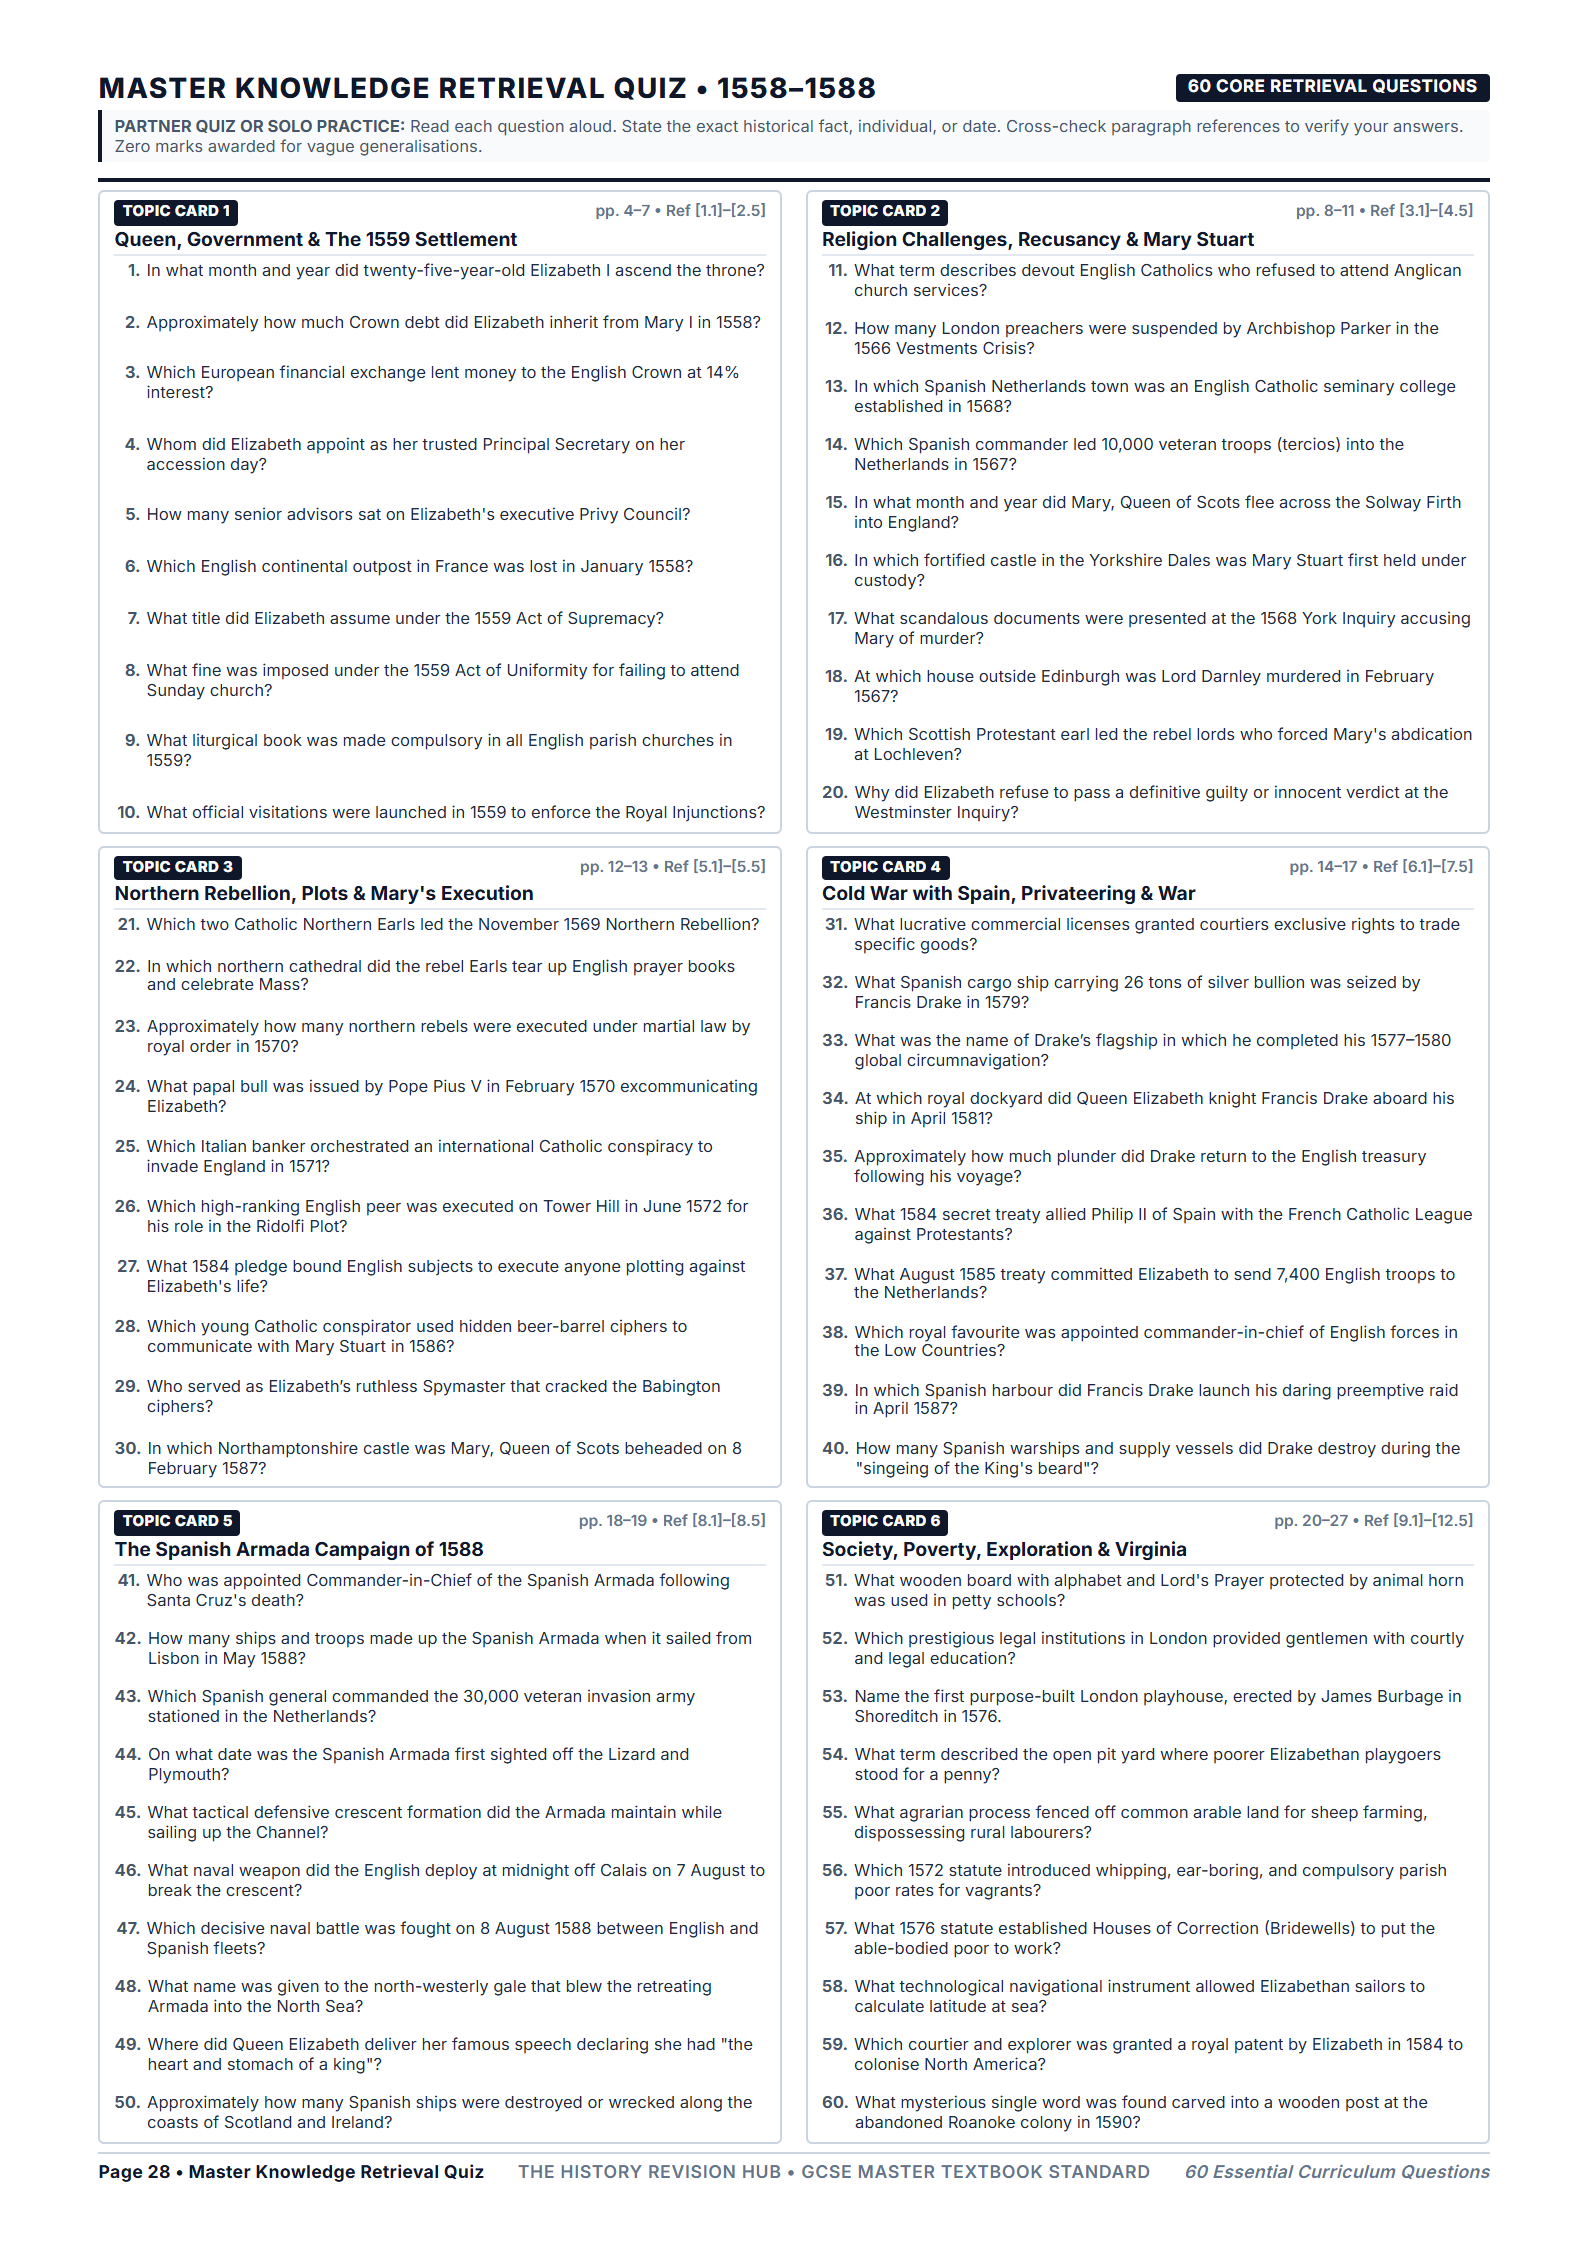 MASTER KNOWLEDGE RETRIEVAL QUIZ • 1558–1588
60 CORE RETRIEVAL QUESTIONS
PARTNER QUIZ OR SOLO PRACTICE: Read each question aloud. State the exact historical fact, individual, or date. Cross-check paragraph references to verify your answers.
Zero marks awarded for vague generalisations.
TOPIC CARD 1
pp. 4–7 • Ref [1.1]–[2.5]
Queen, Government & The 1559 Settlement
1. In what month and year did twenty-five-year-old Elizabeth I ascend the throne?
2. Approximately how much Crown debt did Elizabeth inherit from Mary I in 1558?
3. Which European financial exchange lent money to the English Crown at 14%
interest?
4. Whom did Elizabeth appoint as her trusted Principal Secretary on her
accession day?
5. How many senior advisors sat on Elizabeth's executive Privy Council?
6. Which English continental outpost in France was lost in January 1558?
7. What title did Elizabeth assume under the 1559 Act of Supremacy?
8. What fine was imposed under the 1559 Act of Uniformity for failing to attend
Sunday church?
9. What liturgical book was made compulsory in all English parish churches in
1559?
10. What official visitations were launched in 1559 to enforce the Royal Injunctions?
TOPIC CARD 2
pp. 8–11 • Ref [3.1]–[4.5]
Religion Challenges, Recusancy & Mary Stuart
11. What term describes devout English Catholics who refused to attend Anglican
church services?
12. How many London preachers were suspended by Archbishop Parker in the
1566 Vestments Crisis?
13. In which Spanish Netherlands town was an English Catholic seminary college
established in 1568?
14. Which Spanish commander led 10,000 veteran troops (tercios) into the
Netherlands in 1567?
15. In what month and year did Mary, Queen of Scots flee across the Solway Firth
into England?
16. In which fortified castle in the Yorkshire Dales was Mary Stuart first held under
custody?
17. What scandalous documents were presented at the 1568 York Inquiry accusing
Mary of murder?
18. At which house outside Edinburgh was Lord Darnley murdered in February
1567?
19. Which Scottish Protestant earl led the rebel lords who forced Mary's abdication
at Lochleven?
20. Why did Elizabeth refuse to pass a definitive guilty or innocent verdict at the
Westminster Inquiry?
TOPIC CARD 3
pp. 12–13 • Ref [5.1]–[5.5]
Northern Rebellion, Plots & Mary's Execution
21. Which two Catholic Northern Earls led the November 1569 Northern Rebellion?
22. In which northern cathedral did the rebel Earls tear up English prayer books
and celebrate Mass?
23. Approximately how many northern rebels were executed under martial law by
royal order in 1570?
24. What papal bull was issued by Pope Pius V in February 1570 excommunicating
Elizabeth?
25. Which Italian banker orchestrated an international Catholic conspiracy to
invade England in 1571?
26. Which high-ranking English peer was executed on Tower Hill in June 1572 for
his role in the Ridolfi Plot?
27. What 1584 pledge bound English subjects to execute anyone plotting against
Elizabeth's life?
28. Which young Catholic conspirator used hidden beer-barrel ciphers to
communicate with Mary Stuart in 1586?
29. Who served as Elizabeth’s ruthless Spymaster that cracked the Babington
ciphers?
30. In which Northamptonshire castle was Mary, Queen of Scots beheaded on 8
February 1587?
TOPIC CARD 4
pp. 14–17 • Ref [6.1]–[7.5]
Cold War with Spain, Privateering & War
31. What lucrative commercial licenses granted courtiers exclusive rights to trade
specific goods?
32. What Spanish cargo ship carrying 26 tons of silver bullion was seized by
Francis Drake in 1579?
33. What was the name of Drake’s flagship in which he completed his 1577–1580
global circumnavigation?
34. At which royal dockyard did Queen Elizabeth knight Francis Drake aboard his
ship in April 1581?
35. Approximately how much plunder did Drake return to the English treasury
following his voyage?
36. What 1584 secret treaty allied Philip II of Spain with the French Catholic League
against Protestants?
37. What August 1585 treaty committed Elizabeth to send 7,400 English troops to
the Netherlands?
38. Which royal favourite was appointed commander-in-chief of English forces in
the Low Countries?
39. In which Spanish harbour did Francis Drake launch his daring preemptive raid
in April 1587?
40. How many Spanish warships and supply vessels did Drake destroy during the
"singeing of the King's beard"?
TOPIC CARD 5
pp. 18–19 • Ref [8.1]–[8.5]
The Spanish Armada Campaign of 1588
41. Who was appointed Commander-in-Chief of the Spanish Armada following
Santa Cruz's death?
42. How many ships and troops made up the Spanish Armada when it sailed from
Lisbon in May 1588?
43. Which Spanish general commanded the 30,000 veteran invasion army
stationed in the Netherlands?
44. On what date was the Spanish Armada first sighted off the Lizard and
Plymouth?
45. What tactical defensive crescent formation did the Armada maintain while
sailing up the Channel?
46. What naval weapon did the English deploy at midnight off Calais on 7 August to
break the crescent?
47. Which decisive naval battle was fought on 8 August 1588 between English and
Spanish fleets?
48. What name was given to the north-westerly gale that blew the retreating
Armada into the North Sea?
49. Where did Queen Elizabeth deliver her famous speech declaring she had "the
heart and stomach of a king"?
50. Approximately how many Spanish ships were destroyed or wrecked along the
coasts of Scotland and Ireland?
TOPIC CARD 6
pp. 20–27 • Ref [9.1]–[12.5]
Society, Poverty, Exploration & Virginia
51. What wooden board with alphabet and Lord's Prayer protected by animal horn
was used in petty schools?
52. Which prestigious legal institutions in London provided gentlemen with courtly
and legal education?
53. Name the first purpose-built London playhouse, erected by James Burbage in
Shoreditch in 1576.
54. What term described the open pit yard where poorer Elizabethan playgoers
stood for a penny?
55. What agrarian process fenced off common arable land for sheep farming,
dispossessing rural labourers?
56. Which 1572 statute introduced whipping, ear-boring, and compulsory parish
poor rates for vagrants?
57. What 1576 statute established Houses of Correction (Bridewells) to put the
able-bodied poor to work?
58. What technological navigational instrument allowed Elizabethan sailors to
calculate latitude at sea?
59. Which courtier and explorer was granted a royal patent by Elizabeth in 1584 to
colonise North America?
60. What mysterious single word was found carved into a wooden post at the
abandoned Roanoke colony in 1590?
Page 28 • Master Knowledge Retrieval Quiz
THE HISTORY REVISION HUB • GCSE MASTER TEXTBOOK STANDARD
60 Essential Curriculum Questions